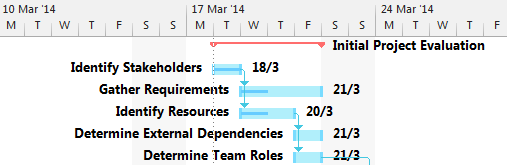 10 Mar '14 17 Mar '14 24 Mar '14
M T W T F S S M T W T F S S M T W T F
Initial Project Evaluation
Identify Stakeholders 18/3
Gather Requirements 21/3
Identify Resources 20/3
Determine External Dependencies 21/3
Determine Team Roles 21/3